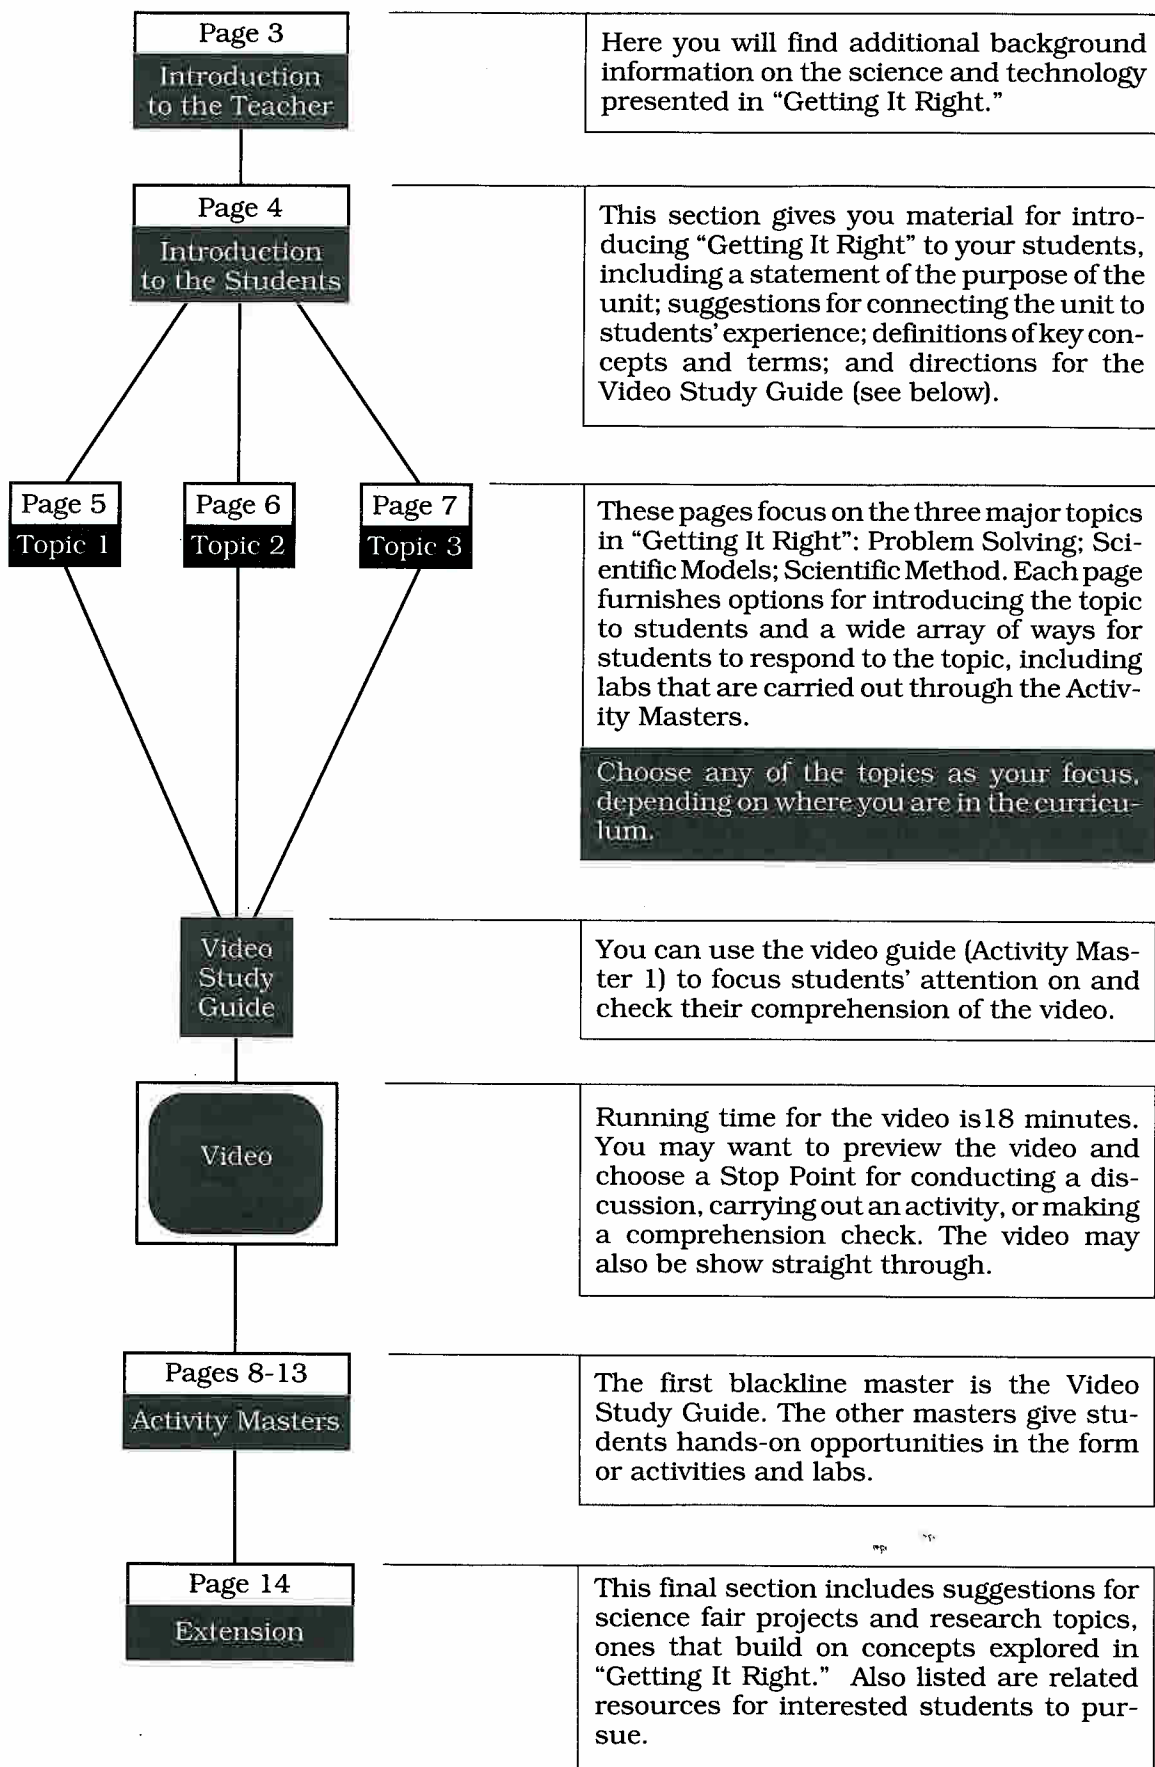 Page 3
Introduction
to the Teacher
Here you will find additional background
information on the science and technology
presented in “Getting It Right.”
Page 4
Introduction
to the Students
This section gives you material for intro-
ducing “Getting It Right” to your students,
including a statement of the purpose of the
unit; suggestions for connecting the unit to
students’ experience; definitions of key con-
cepts and terms; and directions for the
Video Study Guide (see below).
Page 5
Topic 1
Page 6
Topic 2
Page 7
Topic 3
These pages focus on the three major topics
in “Getting It Right”: Problem Solving; Sci-
entific Models; Scientific Method. Each page
furnishes options for introducing the topic
to students and a wide array of ways for
students to respond to the topic, including
labs that are carried out through the Activ-
ity Masters.
Choose any of the topics as your focus,
depending on where you are in the curricu-
lum.
Video
Study
Guide
You can use the video guide (Activity Mas-
ter 1) to focus students’ attention on and
check their comprehension of the video.
Video
Running time for the video is18 minutes.
You may want to preview the video and
choose a Stop Point for conducting a dis-
cussion, carrying out an activity, or making
a comprehension check. The video may
also be show straight through.
Pages 8-13
Activity Masters
The first blackline master is the Video
Study Guide. The other masters give stu-
dents hands-on opportunities in the form
or activities and labs.
Page 14
Extension
This final section includes suggestions for
science fair projects and research topics,
ones that build on concepts explored in
“Getting It Right.” Also listed are related
resources for interested students to pur-
sue.